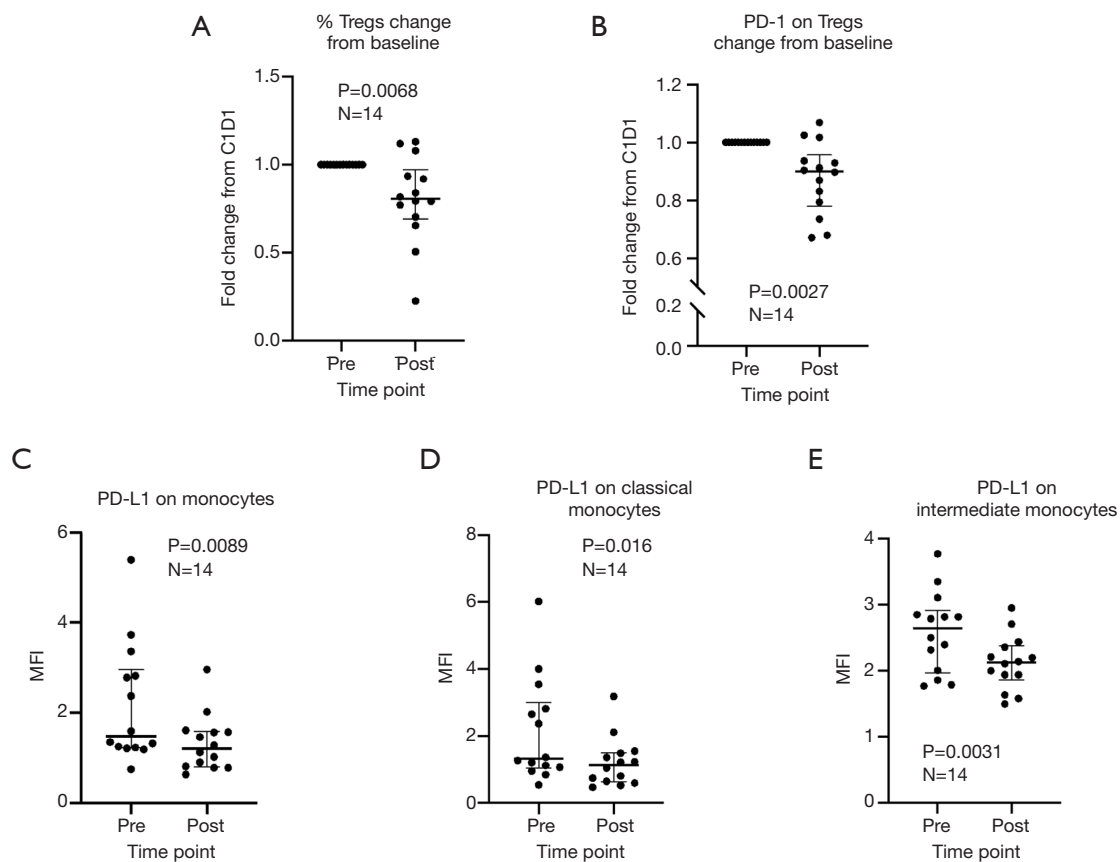 A
% Tregs change
from baseline
Fold change from C1D1
1.5
1.0
0.5
0.0
P=0.0068
N=14
Pre
Post
Time point
B
PD-1 on Tregs
change from baseline
Fold change from C1D1
1.2
1.0
0.8
0.6
0.2
0.0
P=0.0027
N=14
Pre
Post
Time point
C
PD-L1 on monocytes
MFI
6
4
2
0
P=0.0089
N=14
Pre
Post
Time point
D
PD-L1 on classical
monocytes
MFI
8
6
4
2
0
P=0.016
N=14
Pre
Post
Time point
E
PD-L1 on
intermediate monocytes
MFI
4
3
2
1
0
P=0.0031
N=14
Pre
Post
Time point